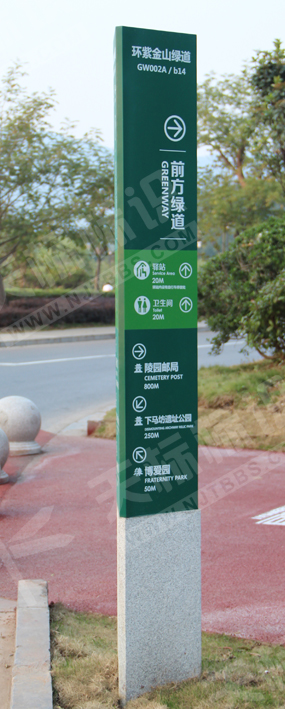 环紫金山绿道
GW002A / b14
前方绿道
GREENWAY
驿站
Service Area
20M
卫生间
Toilet
20M
陵园邮局
CEMETERY POST
800M
下马坊遗址公园
250M
博爱园
FRATERNITY PARK
50M